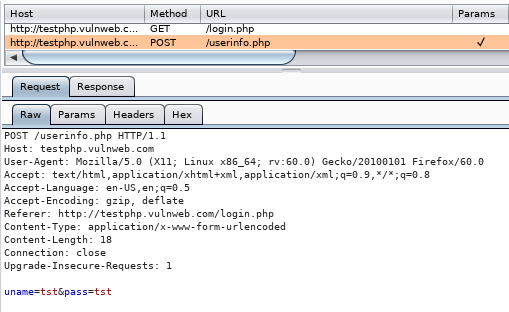 Host Method URL Params
http://testphp.vulnweb.c... GET /login.php
http://testphp.vulnweb.c... POST /userinfo.php ✓
Request Response
Raw Params Headers Hex
POST /userinfo.php HTTP/1.1
Host: testphp.vulnweb.com
User-Agent: Mozilla/5.0 (X11; Linux x86_64; rv:60.0) Gecko/20100101 Firefox/60.0
Accept: text/html,application/xhtml+xml,application/xml;q=0.9,*/*;q=0.8
Accept-Language: en-US,en;q=0.5
Accept-Encoding: gzip, deflate
Referer: http://testphp.vulnweb.com/login.php
Content-Type: application/x-www-form-urlencoded
Content-Length: 18
Connection: close
Upgrade-Insecure-Requests: 1
uname=tst&pass=tst